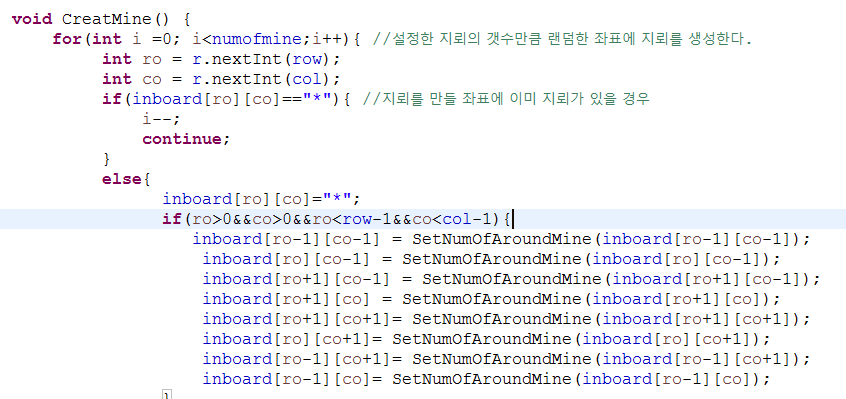 void CreatMine() {
for(int i =0; i<numofmine;i++){ //설정한 지뢰의 갯수만큼 랜덤한 좌표에 지뢰를 생성한다.
int ro = r.nextInt(row);
int co = r.nextInt(col);
if(inboard[ro][co]=="*"){ //지뢰를 만들 좌표에 이미 지뢰가 있을 경우
i--;
continue;
}
else{
inboard[ro][co]="*";
if(ro>0&&co>0&&ro<row-1&&co<col-1){
inboard[ro-1][co-1] = SetNumOfAroundMine(inboard[ro-1][co-1]);
inboard[ro][co-1] = SetNumOfAroundMine(inboard[ro][co-1]);
inboard[ro+1][co-1] = SetNumOfAroundMine(inboard[ro+1][co-1]);
inboard[ro+1][co] = SetNumOfAroundMine(inboard[ro+1][co]);
inboard[ro+1][co+1]= SetNumOfAroundMine(inboard[ro+1][co+1]);
inboard[ro][co+1]= SetNumOfAroundMine(inboard[ro][co+1]);
inboard[ro-1][co+1]= SetNumOfAroundMine(inboard[ro-1][co+1]);
inboard[ro-1][co]= SetNumOfAroundMine(inboard[ro-1][co]);
}